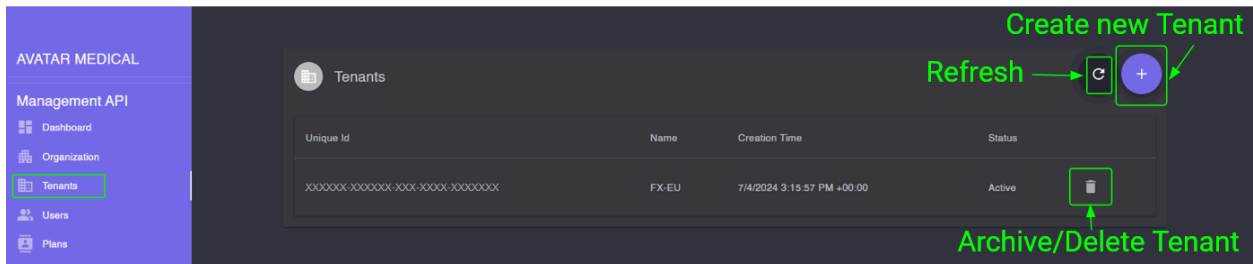 Create new Tenant
AVATAR MEDICAL
Tenants
Refresh
+
Management API
Dashboard
Unique Id Name Creation Time Status
Organization
Tenants
XXXXXX-XXXXXX-XXX-XXXX-XXXXXXX FX-EU 7/4/2024 3:15:57 PM +00:00 Active
Users
Plans
Archive/Delete Tenant